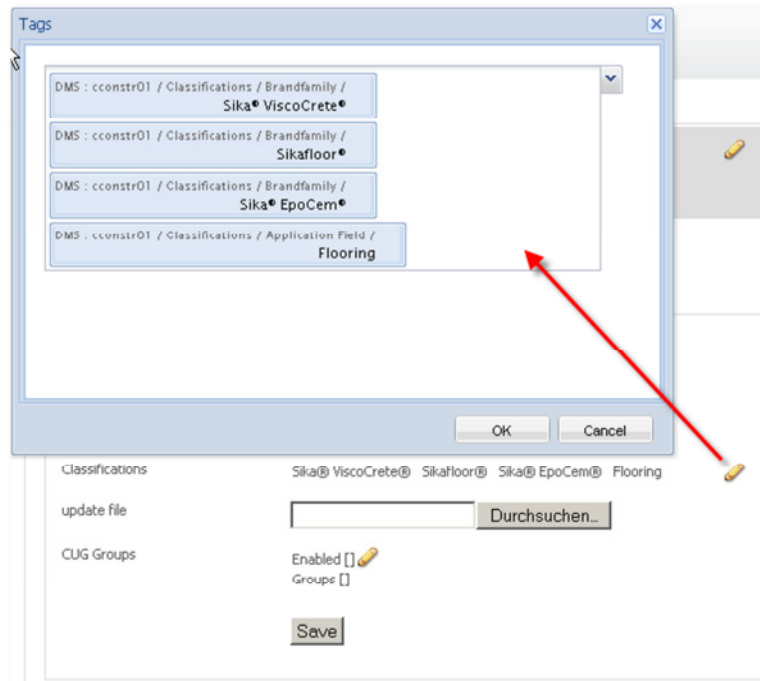 Tags
DMS : cconstr01 / Classifications / Brandfamily /
Sika® ViscoCrete®
DMS : cconstr01 / Classifications / Brandfamily /
Sikafloor®
DMS : cconstr01 / Classifications / Brandfamily /
Sika® EpoCem®
DMS : cconstr01 / Classifications / Application Field /
Flooring
OK Cancel
Classifications Sika® ViscoCrete® Sikafloor® Sika® EpoCem® Flooring
update file Durchsuchen...
CUG Groups Enabled []
Groups []
Save